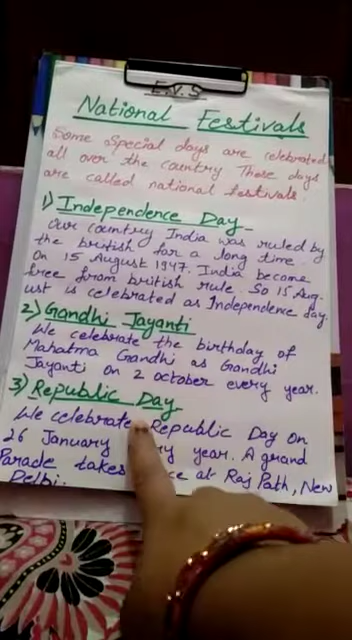 E.V.S
National Festivals
Some Special days are celebrated
all over the country These days
are called national festivals.
1) Independence Day-
Our country India was ruled by
the british for a long time.
On 15 August 1947. India become
free from british rule. So 15 Aug-
ust is celebrated as Independence day.
2) Gandhi Jayanti
We celebrate the birthday of
Mahatma Gandhi as Gandhi
Jayanti on 2 october every year.
3) Republic Day
We celebrate Republic Day on
26 January year. A grand
Parade takes at Raj Path, New
Delhi.